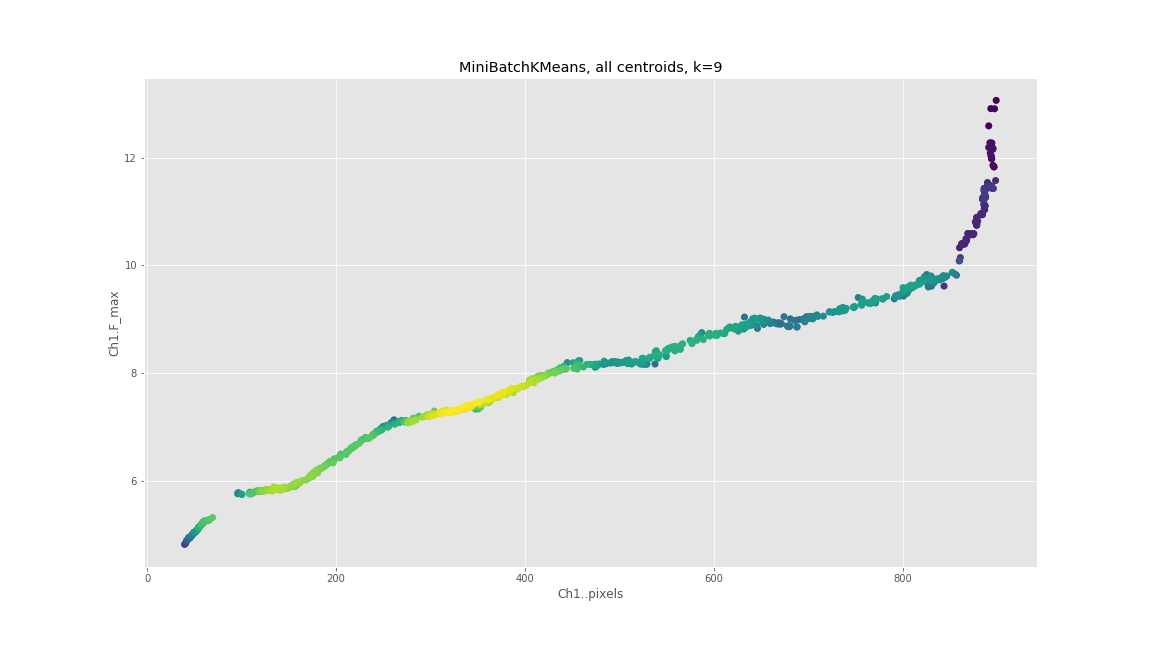 MiniBatchKMeans, all centroids, k=9
12
10
8
6
Ch1.F_max
0 200 400 600 800
Ch1..pixels